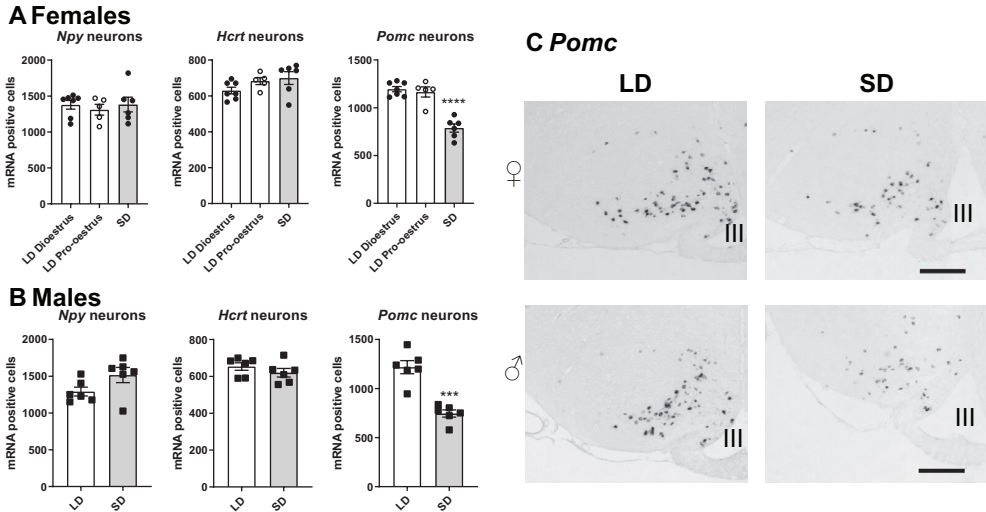 A Females
Npy neurons
mRNA positive cells
2000
1500
1000
500
0
LD Dioestrus
LD Pro-oestrus
SD
Hcrt neurons
mRNA positive cells
800
600
400
200
0
LD Dioestrus
LD Pro-oestrus
SD
Pomc neurons
mRNA positive cells
1500
1000
500
0
****
LD Dioestrus
LD Pro-oestrus
SD
B Males
Npy neurons
mRNA positive cells
2000
1500
1000
500
0
LD
SD
Hcrt neurons
mRNA positive cells
800
600
400
200
0
LD
SD
Pomc neurons
mRNA positive cells
1500
1000
500
0
***
LD
SD
C Pomc
LD
SD
♀
III
III
♂
III
III